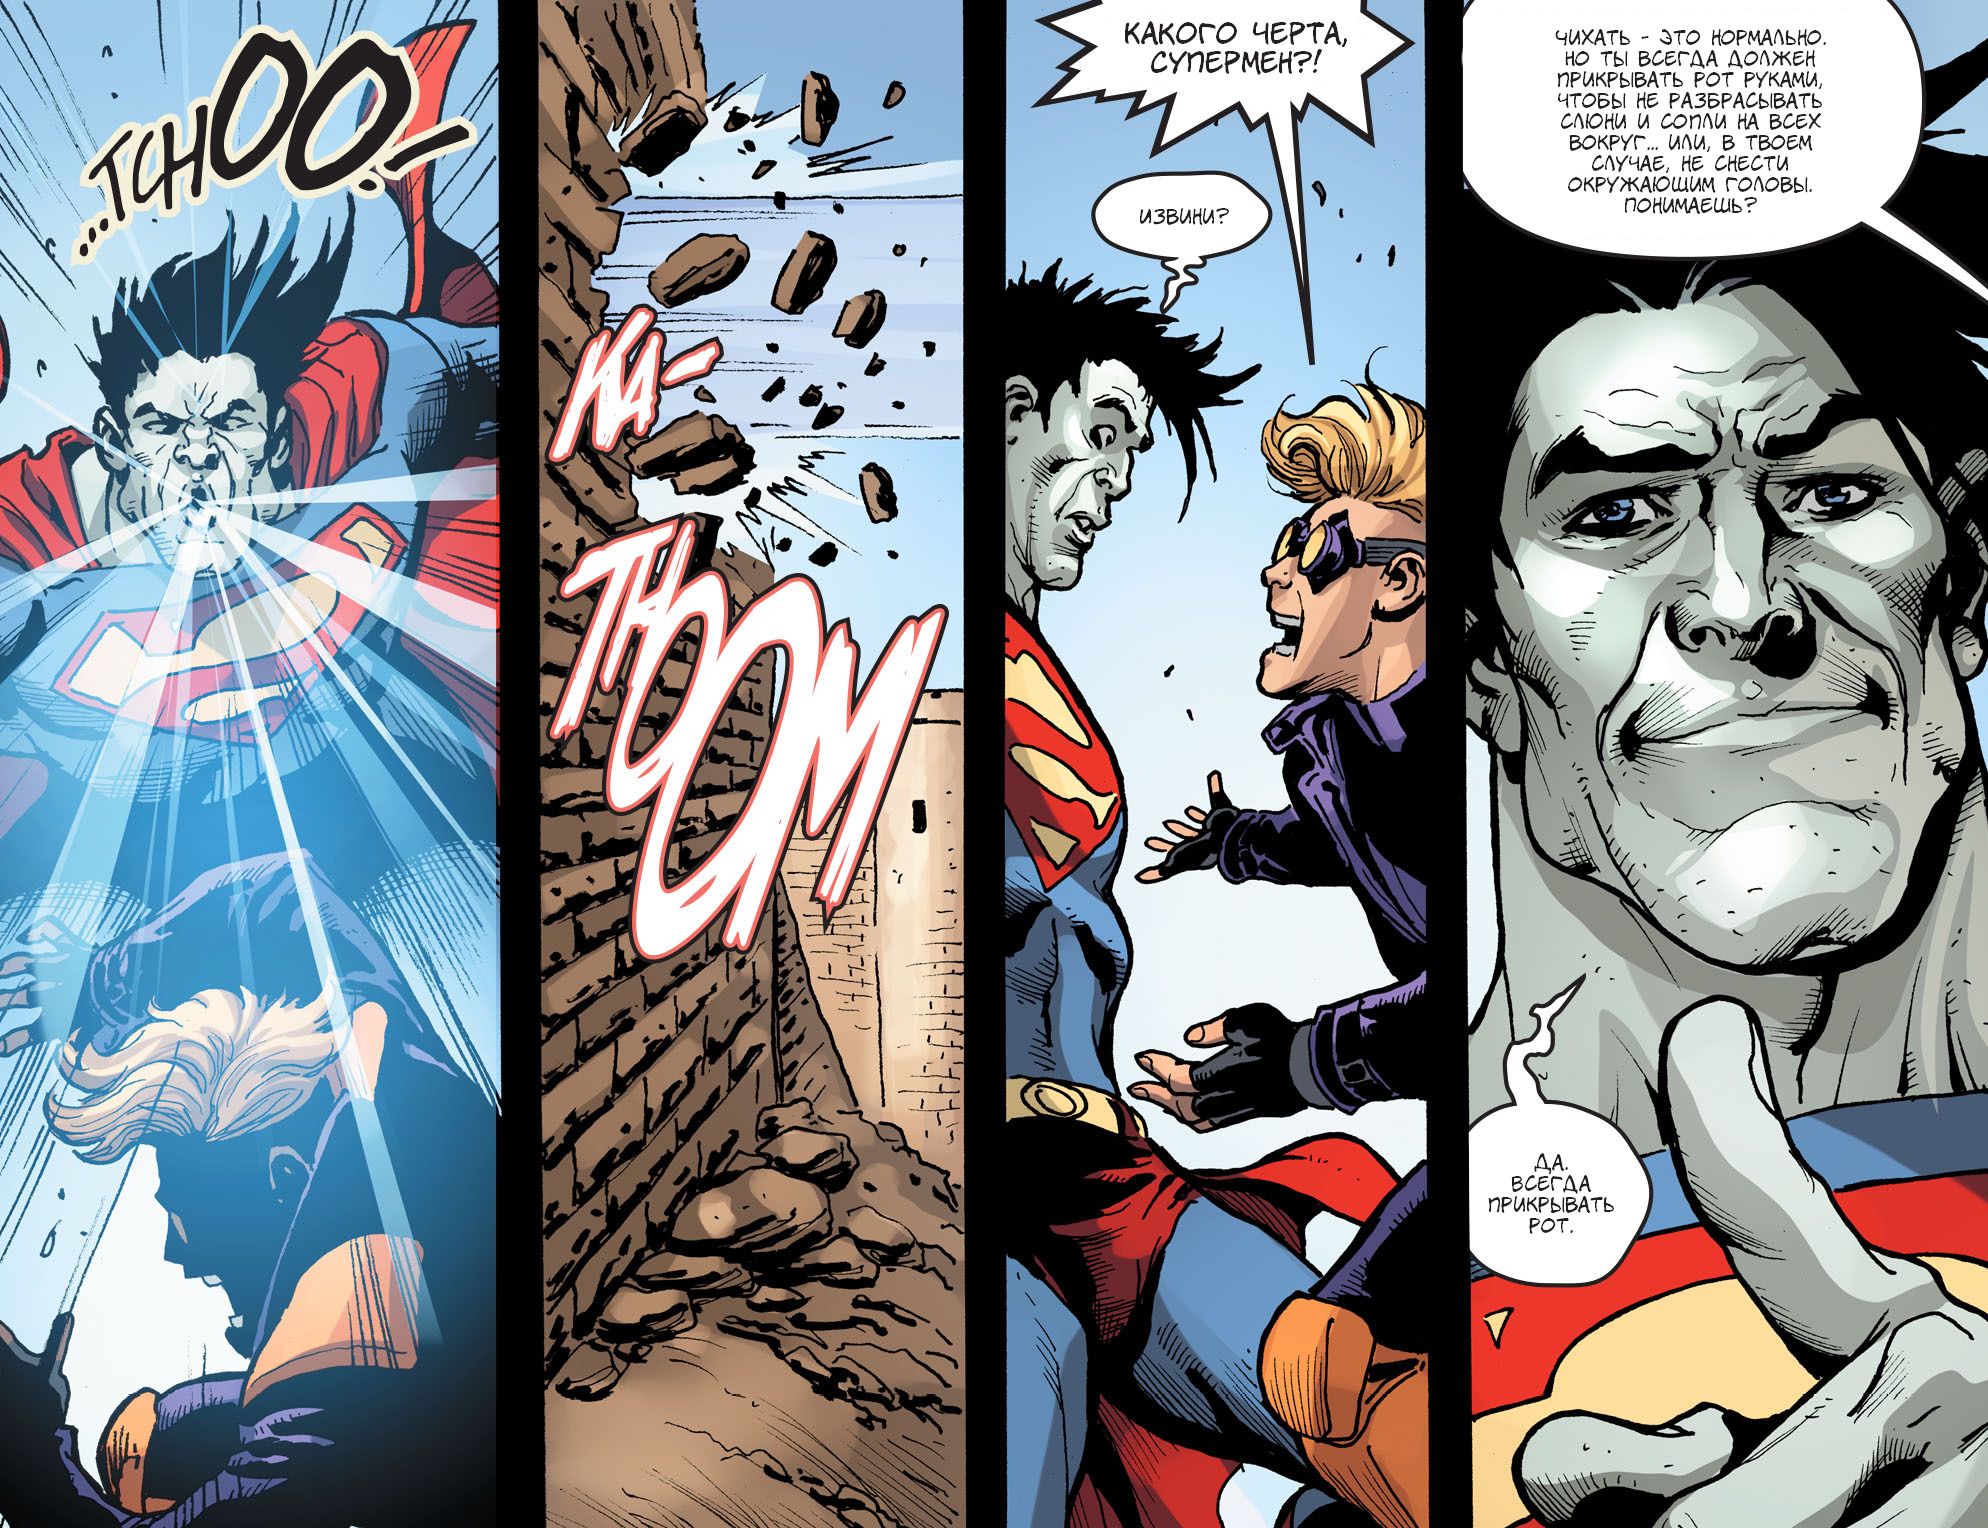 ...TCHOO-
KA-
THOOM
КАКОГО ЧЕРТА,
СУПЕРМЕН?!
ИЗВИНИ?
ЧИХАТЬ - ЭТО НОРМАЛЬНО.
НО ТЫ ВСЕГДА ДОЛЖЕН
ПРИКРЫВАТЬ РОТ РУКАМИ,
ЧТОБЫ НЕ РАЗБРАСЫВАТЬ
СЛЮНИ И СОПЛИ НА ВСЕХ
ВОКРУГ... ИЛИ, В ТВОЕМ
СЛУЧАЕ, НЕ СНЕСТИ
ОКРУЖАЮЩИМ ГОЛОВЫ.
ПОНИМАЕШЬ?
ДА.
ВСЕГДА
ПРИКРЫВАТЬ
РОТ.